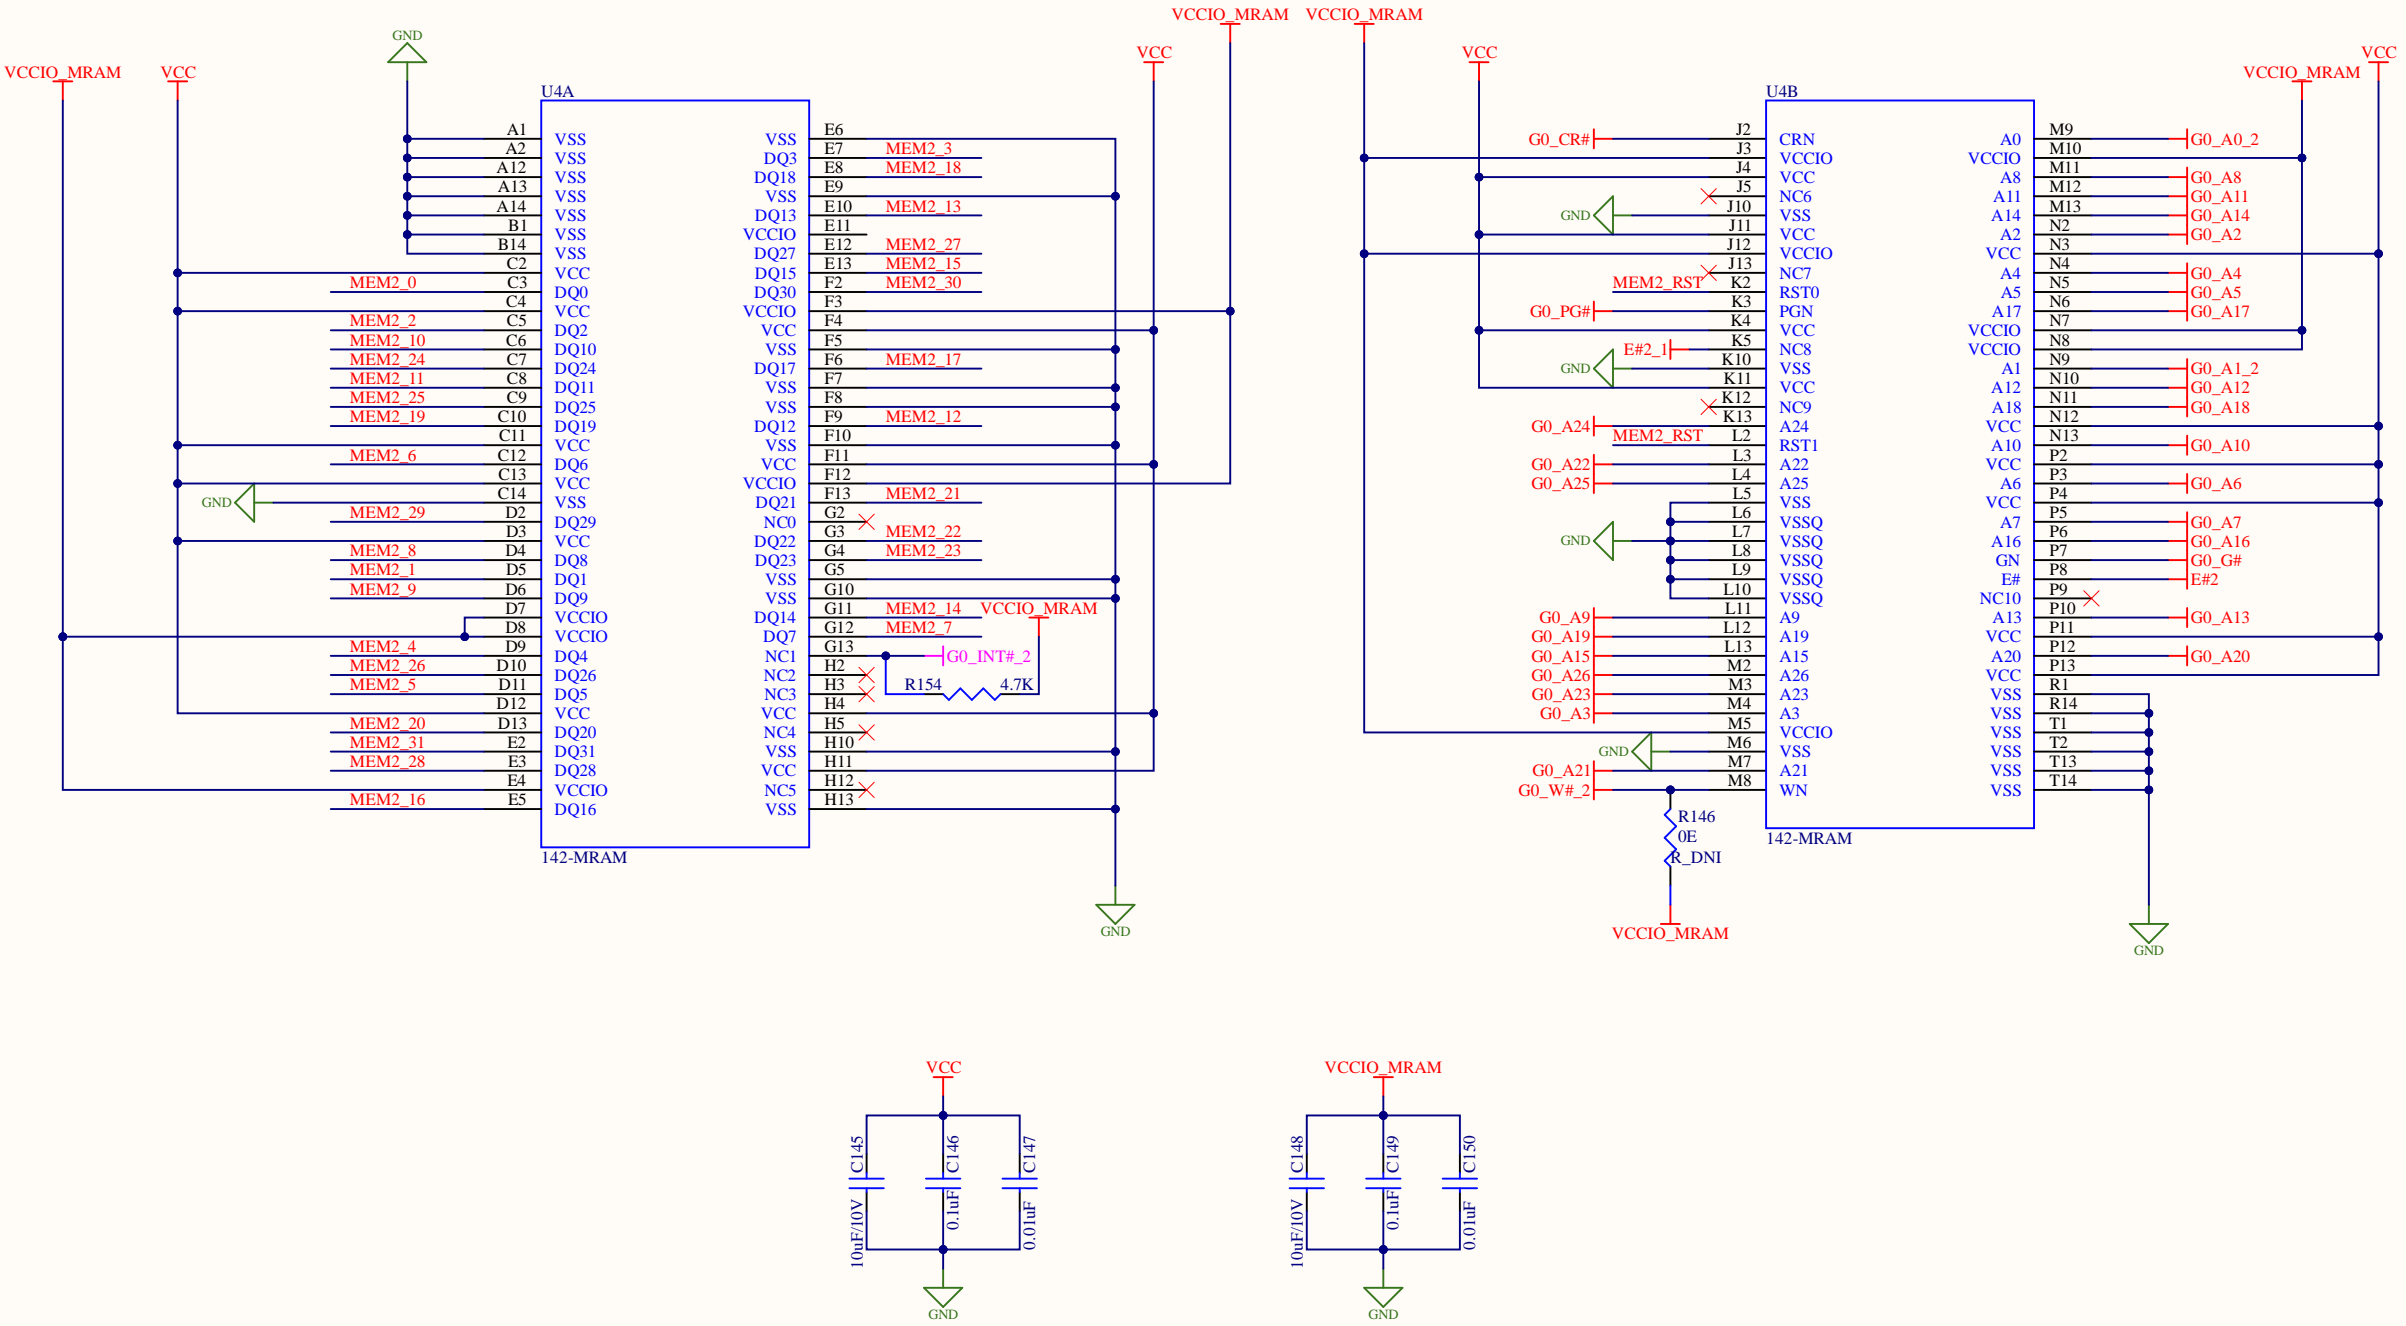 VCCIO_MRAM
VCC
GND
VCC
VCCIO_MRAM
U4A
A1 VSS
A2 VSS
A12 VSS
A13 VSS
A14 VSS
B1 VSS
B14 VSS
C2 VCC
MEM2_0 C3 DQ0
C4 VCC
MEM2_2 C5 DQ2
MEM2_10 C6 DQ10
MEM2_24 C7 DQ24
MEM2_11 C8 DQ11
MEM2_25 C9 DQ25
MEM2_19 C10 DQ19
C11 VCC
MEM2_6 C12 DQ6
C13 VCC
GND C14 VSS
MEM2_29 D2 DQ29
D3 VCC
MEM2_8 D4 DQ8
MEM2_1 D5 DQ1
MEM2_9 D6 DQ9
D7 VCCIO
D8 VCCIO
MEM2_4 D9 DQ4
MEM2_26 D10 DQ26
MEM2_5 D11 DQ5
D12 VCC
MEM2_20 D13 DQ20
MEM2_31 E2 DQ31
MEM2_28 E3 DQ28
E4 VCCIO
MEM2_16 E5 DQ16
VSS E6
DQ3 E7 MEM2_3
DQ18 E8 MEM2_18
VSS E9
DQ13 E10 MEM2_13
VCCIO E11
DQ27 E12 MEM2_27
DQ15 E13 MEM2_15
DQ30 F2 MEM2_30
VCCIO F3
VCC F4
VSS F5
DQ17 F6 MEM2_17
VSS F7
VSS F8
DQ12 F9 MEM2_12
VSS F10
VCC F11
VCCIO F12
DQ21 F13 MEM2_21
NC0 G2
DQ22 G3 MEM2_22
DQ23 G4 MEM2_23
VSS G5
VSS G10
DQ14 G11 MEM2_14 VCCIO_MRAM
DQ7 G12 MEM2_7
NC1 G13 G0_INT#_2
NC2 H2
R154 4.7K
NC3 H3
VCC H4
NC4 H5
VSS H10
VCC H11
NC5 H12
VSS H13
142-MRAM
GND
VCCIO_MRAM
VCC
VCCIO_MRAM
VCC
U4B
G0_CR# J2 CRN
J3 VCCIO
J4 VCC
J5 NC6
GND J10 VSS
J11 VCC
J12 VCCIO
J13 NC7
MEM2_RST K2 RST0
G0_PG# K3 PGN
K4 VCC
E#2_1 K5 NC8
GND K10 VSS
K11 VCC
K12 NC9
G0_A24 K13 A24
MEM2_RST L2 RST1
G0_A22 L3 A22
G0_A25 L4 A25
L5 VSS
L6 VSSQ
GND L7 VSSQ
L8 VSSQ
L9 VSSQ
L10 VSSQ
G0_A9 L11 A9
G0_A19 L12 A19
G0_A15 L13 A15
G0_A26 M2 A26
G0_A23 M3 A23
G0_A3 M4 A3
M5 VCCIO
GND M6 VSS
G0_A21 M7 A21
G0_W#_2 M8 WN
R146
0E
R_DNI
VCCIO_MRAM
A0 M9 G0_A0_2
VCCIO M10
A8 M11 G0_A8
A11 M12 G0_A11
A14 M13 G0_A14
A2 N2 G0_A2
VCC N3
A4 N4 G0_A4
A5 N5 G0_A5
A17 N6 G0_A17
VCCIO N7
VCCIO N8
A1 N9 G0_A1_2
A12 N10 G0_A12
A18 N11 G0_A18
VCC N12
A10 N13 G0_A10
VCC P2
A6 P3 G0_A6
VCC P4
A7 P5 G0_A7
A16 P6 G0_A16
GN P7 G0_G#
E# P8 E#2
NC10 P9
A13 P10 G0_A13
VCC P11
A20 P12 G0_A20
VCC P13
VSS R1
VSS R14
VSS T1
VSS T2
VSS T13
VSS T14
142-MRAM
GND
VCC
C145 10uF/10V
C146 0.1uF
C147 0.01uF
GND
VCCIO_MRAM
C148 10uF/10V
C149 0.1uF
C150 0.01uF
GND